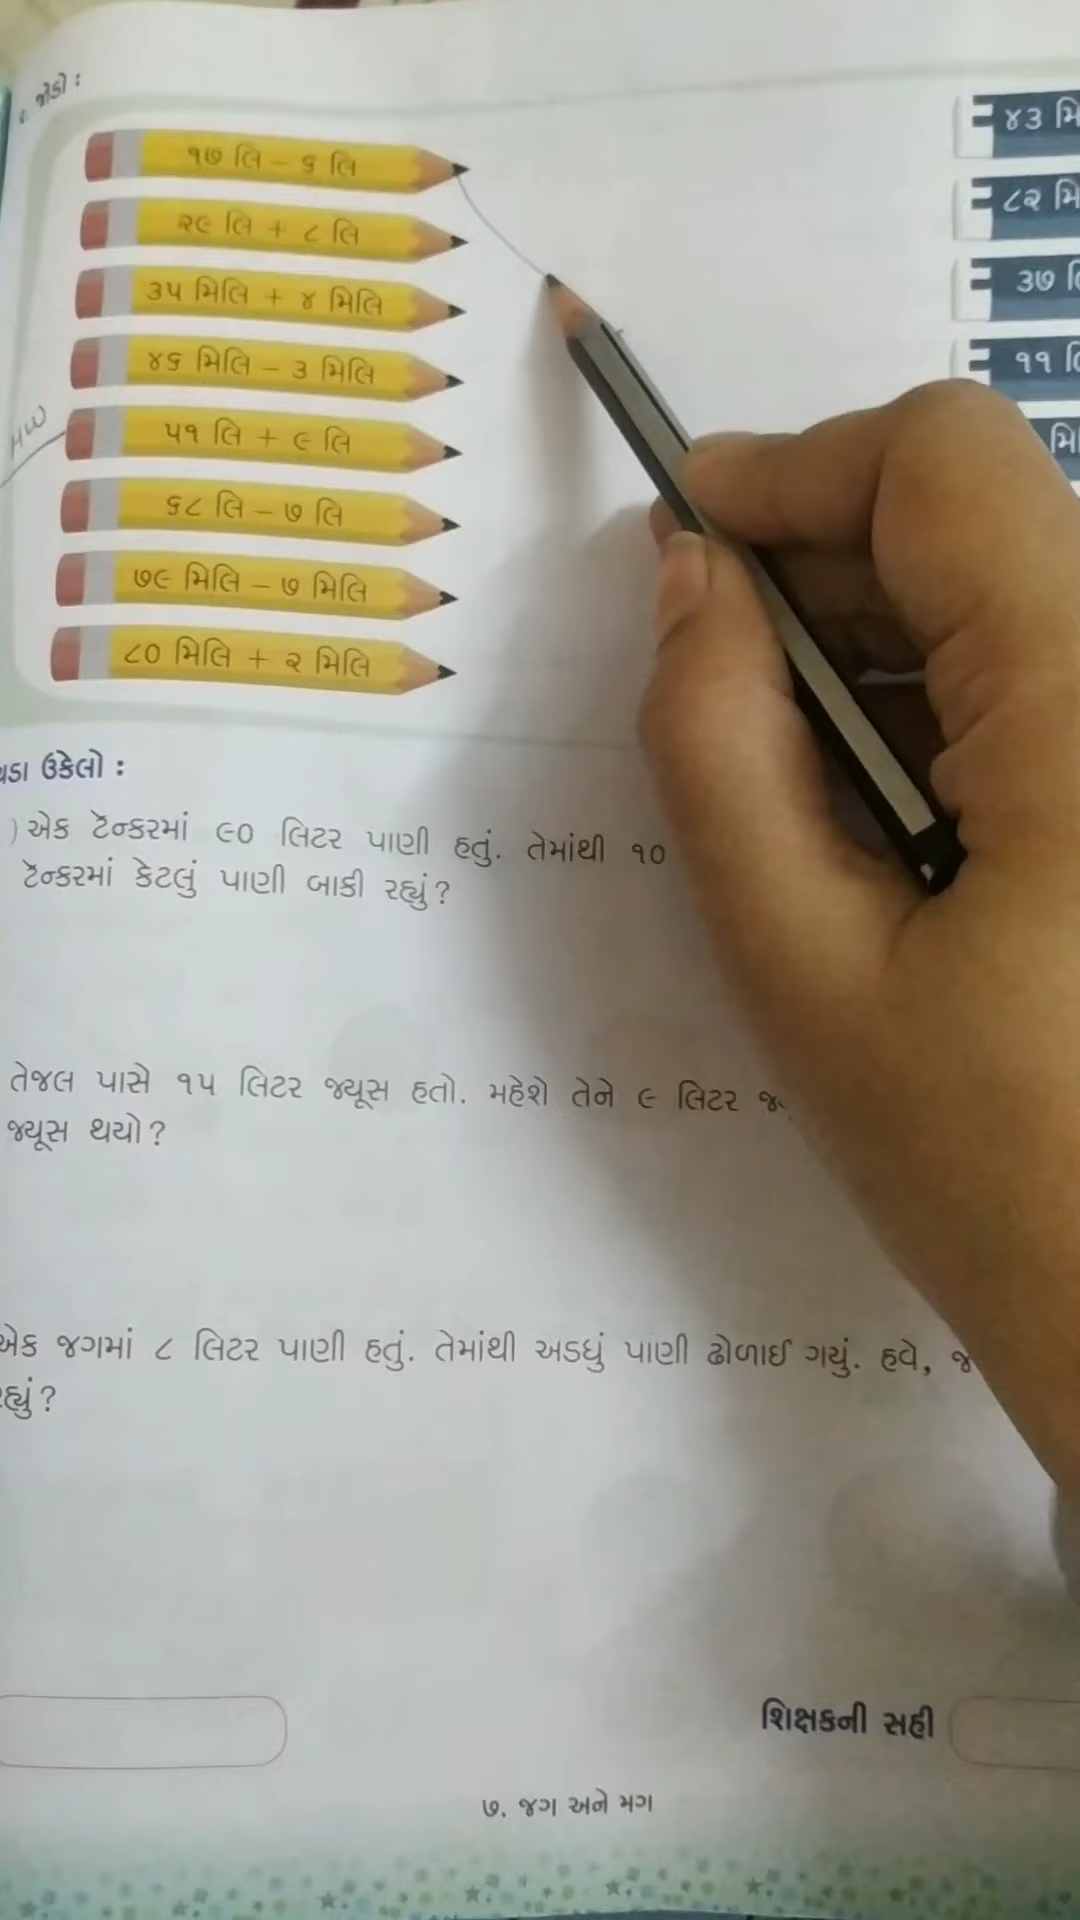 જોડો :
૧૭ લિ – ૬ લિ
૨૯ લિ + ૮ લિ
૩૫ મિલિ + ૪ મિલિ
૪૬ મિલિ – ૩ મિલિ
૫૧ લિ + ૯ લિ
૬૮ લિ – ૭ લિ
૭૯ મિલિ – ૭ મિલિ
૮૦ મિલિ + ૨ મિલિ
HW
૪૩ મિ
૮૨ મિ
૩૭
૧૧
મિ
ઉકેલો :
) એક ટૅન્કરમાં ૯૦ લિટર પાણી હતું. તેમાંથી ૧૦
ટૅન્કરમાં કેટલું પાણી બાકી રહ્યું?
તેજલ પાસે ૧૫ લિટર જ્યૂસ હતો. મહેશે તેને ૯ લિટર
જ્યૂસ થયો?
એક જગમાં ૮ લિટર પાણી હતું. તેમાંથી અડધું પાણી ઢોળાઈ ગયું. હવે, જ
હ્યું?
શિક્ષકની સહી
૭. જગ અને મગ